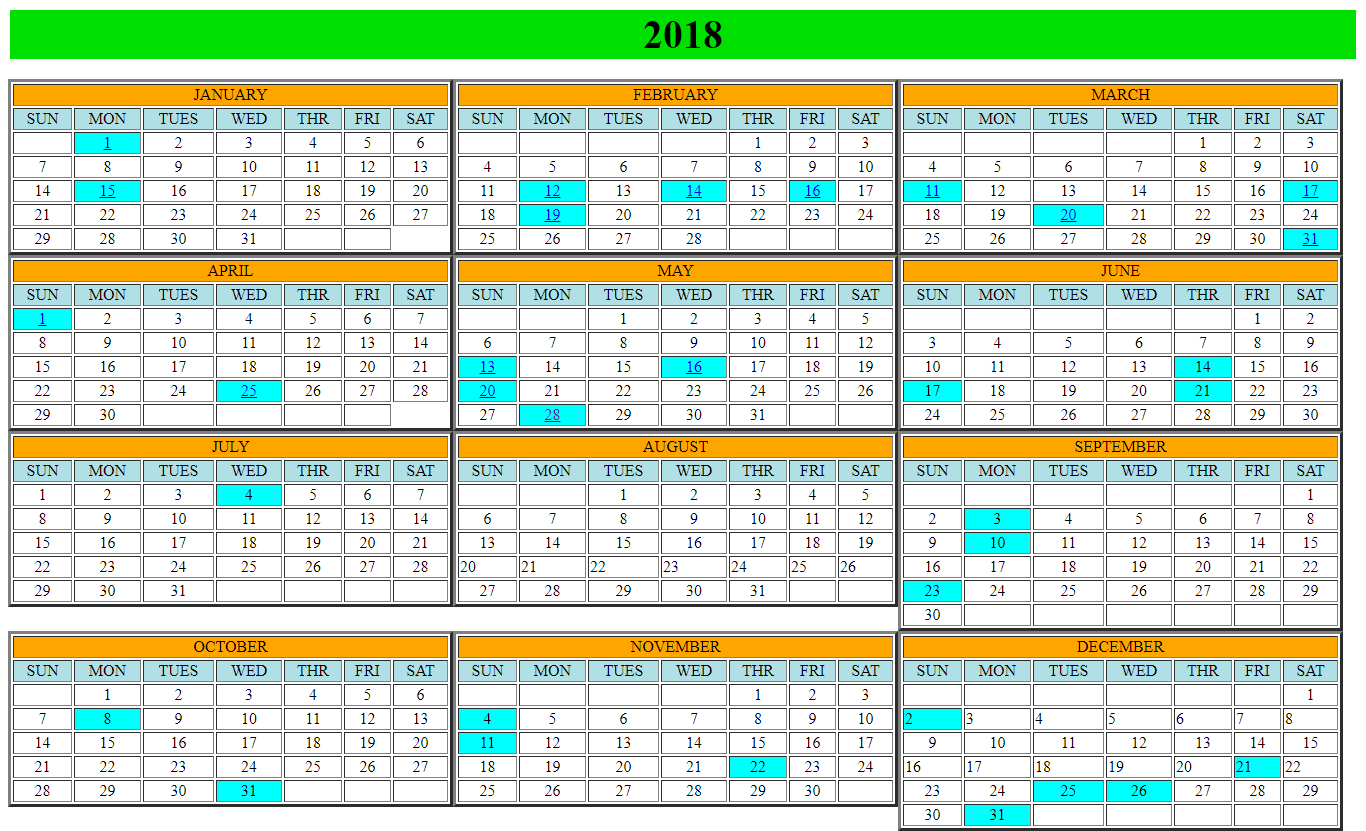 2018
JANUARY
SUN MON TUES WED THR FRI SAT
1 2 3 4 5 6
7 8 9 10 11 12 13
14 15 16 17 18 19 20
21 22 23 24 25 26 27
29 28 30 31
FEBRUARY
SUN MON TUES WED THR FRI SAT
1 2 3
4 5 6 7 8 9 10
11 12 13 14 15 16 17
18 19 20 21 22 23 24
25 26 27 28
MARCH
SUN MON TUES WED THR FRI SAT
1 2 3
4 5 6 7 8 9 10
11 12 13 14 15 16 17
18 19 20 21 22 23 24
25 26 27 28 29 30 31
APRIL
SUN MON TUES WED THR FRI SAT
1 2 3 4 5 6 7
8 9 10 11 12 13 14
15 16 17 18 19 20 21
22 23 24 25 26 27 28
29 30
MAY
SUN MON TUES WED THR FRI SAT
1 2 3 4 5
6 7 8 9 10 11 12
13 14 15 16 17 18 19
20 21 22 23 24 25 26
27 28 29 30 31
JUNE
SUN MON TUES WED THR FRI SAT
1 2
3 4 5 6 7 8 9
10 11 12 13 14 15 16
17 18 19 20 21 22 23
24 25 26 27 28 29 30
JULY
SUN MON TUES WED THR FRI SAT
1 2 3 4 5 6 7
8 9 10 11 12 13 14
15 16 17 18 19 20 21
22 23 24 25 26 27 28
29 30 31
AUGUST
SUN MON TUES WED THR FRI SAT
1 2 3 4 5
6 7 8 9 10 11 12
13 14 15 16 17 18 19
20 21 22 23 24 25 26
27 28 29 30 31
SEPTEMBER
SUN MON TUES WED THR FRI SAT
1
2 3 4 5 6 7 8
9 10 11 12 13 14 15
16 17 18 19 20 21 22
23 24 25 26 27 28 29
30
OCTOBER
SUN MON TUES WED THR FRI SAT
1 2 3 4 5 6
7 8 9 10 11 12 13
14 15 16 17 18 19 20
21 22 23 24 25 26 27
28 29 30 31
NOVEMBER
SUN MON TUES WED THR FRI SAT
1 2 3
4 5 6 7 8 9 10
11 12 13 14 15 16 17
18 19 20 21 22 23 24
25 26 27 28 29 30
DECEMBER
SUN MON TUES WED THR FRI SAT
1
2 3 4 5 6 7 8
9 10 11 12 13 14 15
16 17 18 19 20 21 22
23 24 25 26 27 28 29
30 31